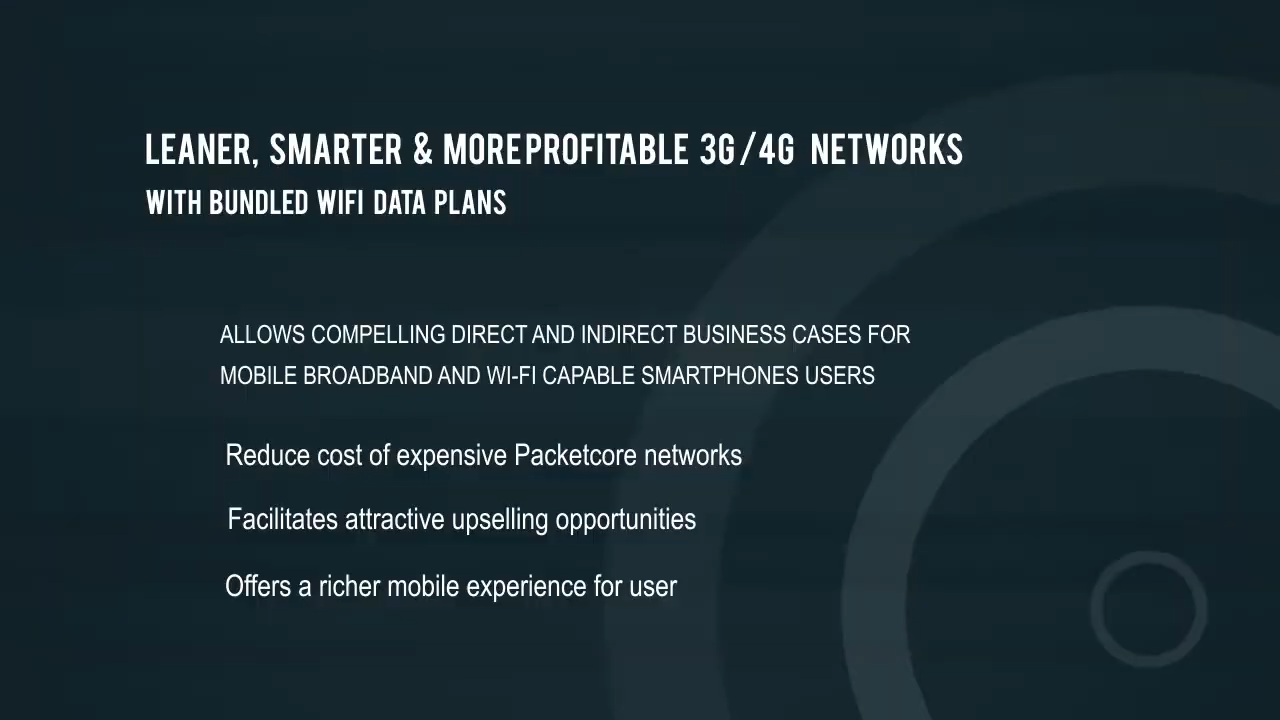 LEANER, SMARTER & MORE PROFITABLE 3G/4G NETWORKS
WITH BUNDLED WIFI DATA PLANS
ALLOWS COMPELLING DIRECT AND INDIRECT BUSINESS CASES FOR
MOBILE BROADBAND AND WI-FI CAPABLE SMARTPHONES USERS
Reduce cost of expensive Packetcore networks
Facilitates attractive upselling opportunities
Offers a richer mobile experience for user